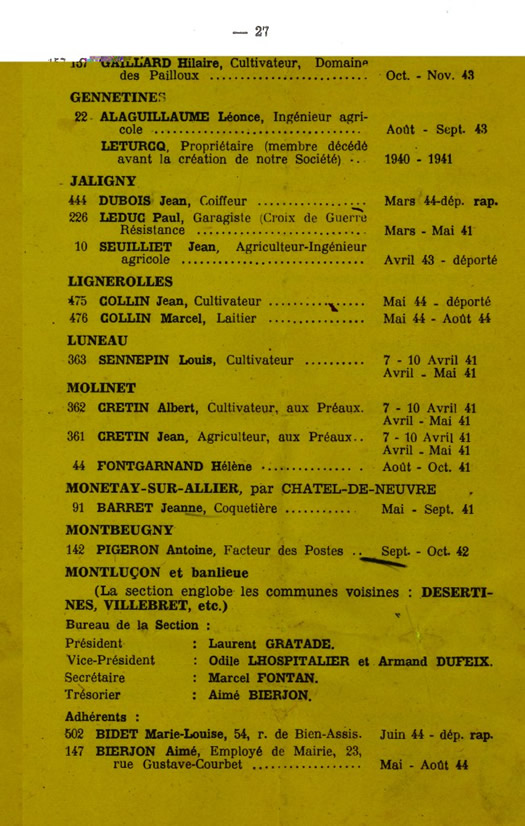 — 27
157 GAILLARD Hilaire, Cultivateur, Domaine
des Pailloux ........................ Oct. - Nov. 43
GENNETINES
22 - ALAGUILLAUME Léonce, Ingénieur agri-
cole ................................ Août - Sept. 43
LETURCQ, Propriétaire (membre décédé
avant la création de notre Société) -. 1940 - 1941
JALIGNY
444 DUBOIS Jean, Coiffeur ................. Mars 44-dép. rap.
226 LEDUC Paul, Garagiste (Croix de Guerre
Résistance .......................... Mars - Mai 41
10 SEUILLIET Jean, Agriculteur-Ingénieur
agricole ............................ Avril 43 - déporté
LIGNEROLLES
475 COLLIN Jean, Cultivateur ............... Mai 44 - déporté
476 COLLIN Marcel, Laitier ............... Mai 44 - Août 44
LUNEAU
363 SENNEPIN Louis, Cultivateur .......... 7 - 10 Avril 41
Avril - Mai 41
MOLINET
362 CRETIN Albert, Cultivateur, aux Préaux. 7 - 10 Avril 41
Avril - Mai 41
361 CRETIN Jean, Agriculteur, aux Préaux.. 7 - 10 Avril 41
Avril - Mai 41
44 FONTGARNAND Hélène ............... Août - Oct. 41
MONETAY-SUR-ALLIER, par CHATEL-DE-NEUVRE
91 BARRET Jeanne, Coquetière ........... Mai - Sept. 41
MONTBEUGNY
142 PIGERON Antoine, Facteur des Postes .. Sept. - Oct. 42
MONTLUÇON et banlieue
(La section englobe les communes voisines : DESERTI-
NES, VILLEBRET, etc.)
Bureau de la Section :
Président : Laurent GRATADE.
Vice-Président : Odile LHOSPITALIER et Armand DUFEIX.
Secrétaire : Marcel FONTAN.
Trésorier : Aimé BIERJON.
Adhérents :
502 BIDET Marie-Louise, 54, r. de Bien-Assis. Juin 44 - dép. rap.
147 BIERJON Aimé, Employé de Mairie, 23,
rue Gustave-Courbet ................. Mai - Août 44